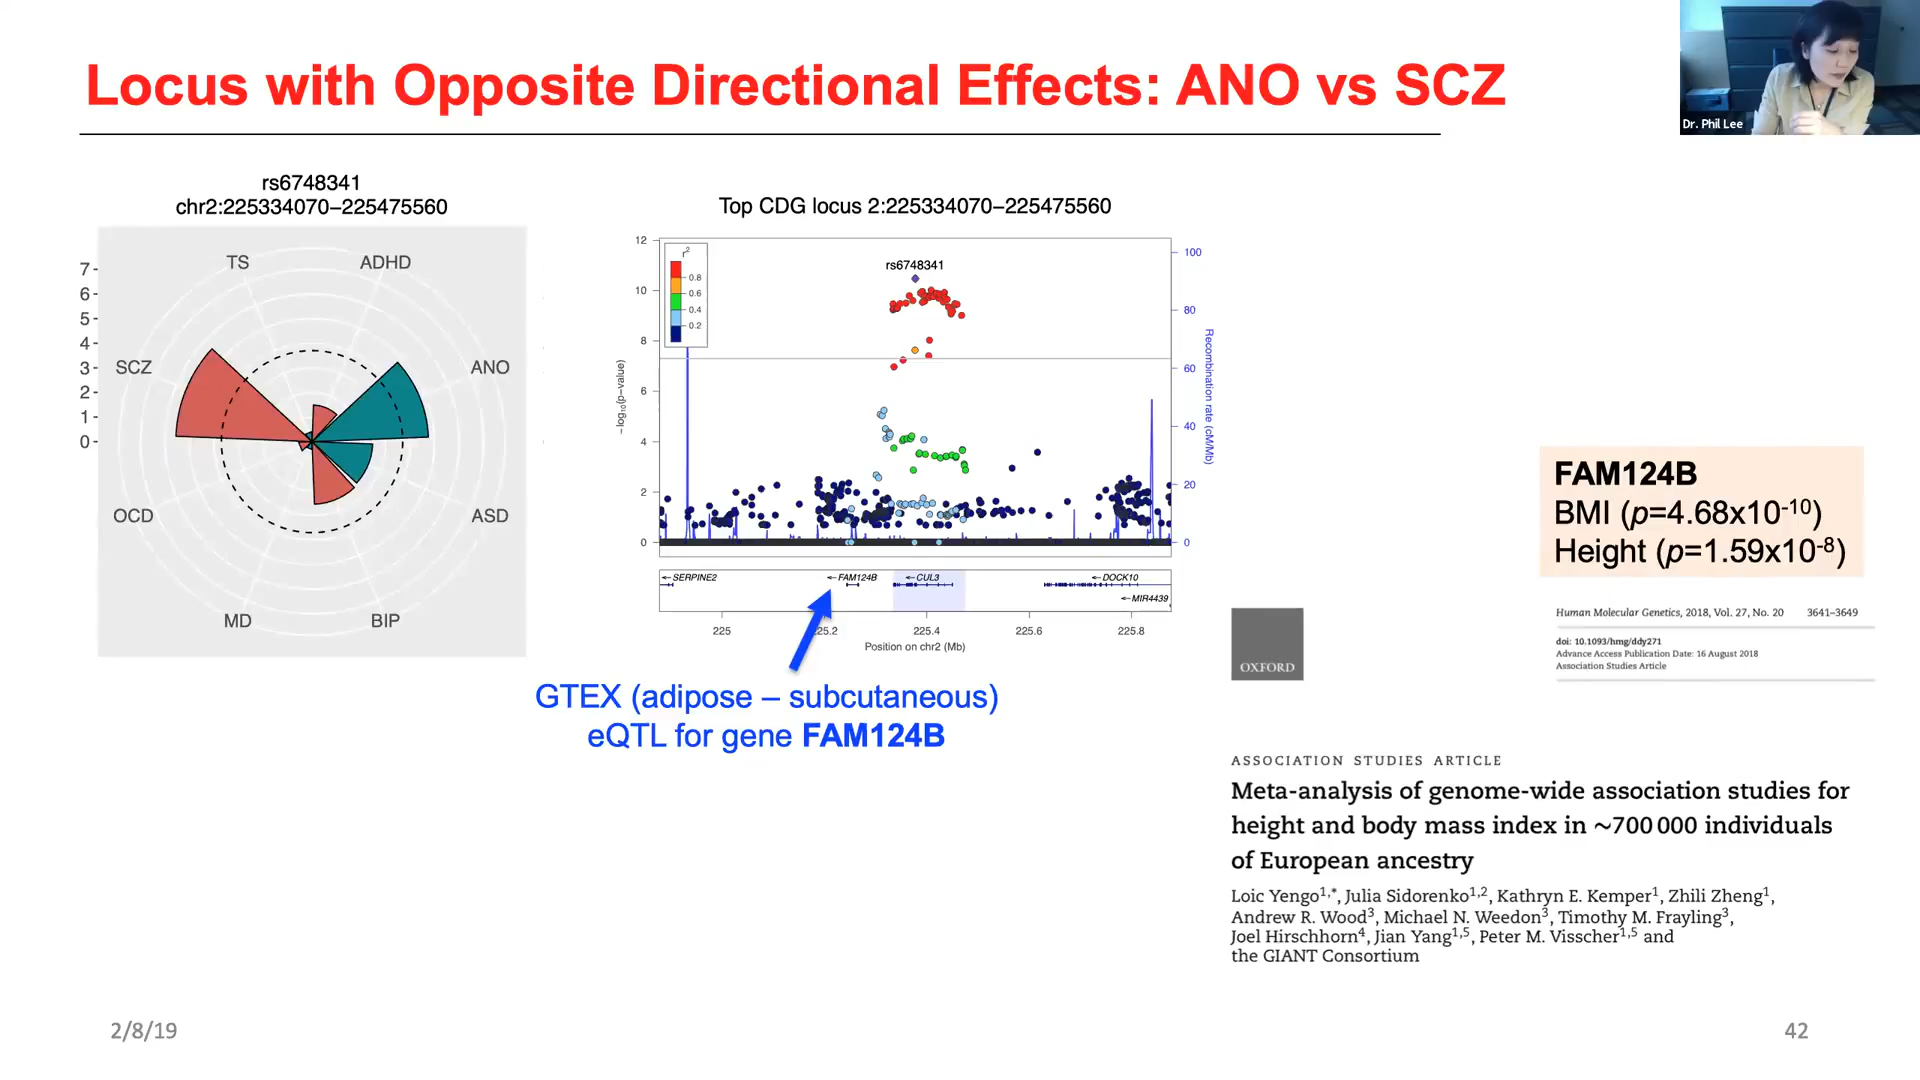 Locus with Opposite Directional Effects: ANO vs SCZ
Dr. Phil Lee
rs6748341
chr2:225334070–225475560
7
6
5
4
3
2
1
0
TS
ADHD
SCZ
ANO
OCD
ASD
MD
BIP
Top CDG locus 2:225334070–225475560
12
10
8
6
4
2
0
−log10(p−value)
r2
0.8
0.6
0.4
0.2
rs6748341
100
80
60
40
20
0
Recombination rate (cM/Mb)
←SERPINE2
←FAM124B
←CUL3
←DOCK10
←MIR4439
225
225.2
225.4
225.6
225.8
Position on chr2 (Mb)
GTEX (adipose – subcutaneous)
eQTL for gene FAM124B
FAM124B
BMI (p=4.68x10-10)
Height (p=1.59x10-8)
OXFORD
Human Molecular Genetics, 2018, Vol. 27, No. 20 3641–3649
doi: 10.1093/hmg/ddy271
Advance Access Publication Date: 16 August 2018
Association Studies Article
ASSOCIATION STUDIES ARTICLE
Meta-analysis of genome-wide association studies for
height and body mass index in ~700 000 individuals
of European ancestry
Loic Yengo1,*, Julia Sidorenko1,2, Kathryn E. Kemper1, Zhili Zheng1,
Andrew R. Wood3, Michael N. Weedon3, Timothy M. Frayling3,
Joel Hirschhorn4, Jian Yang1,5, Peter M. Visscher1,5 and
the GIANT Consortium
2/8/19
42